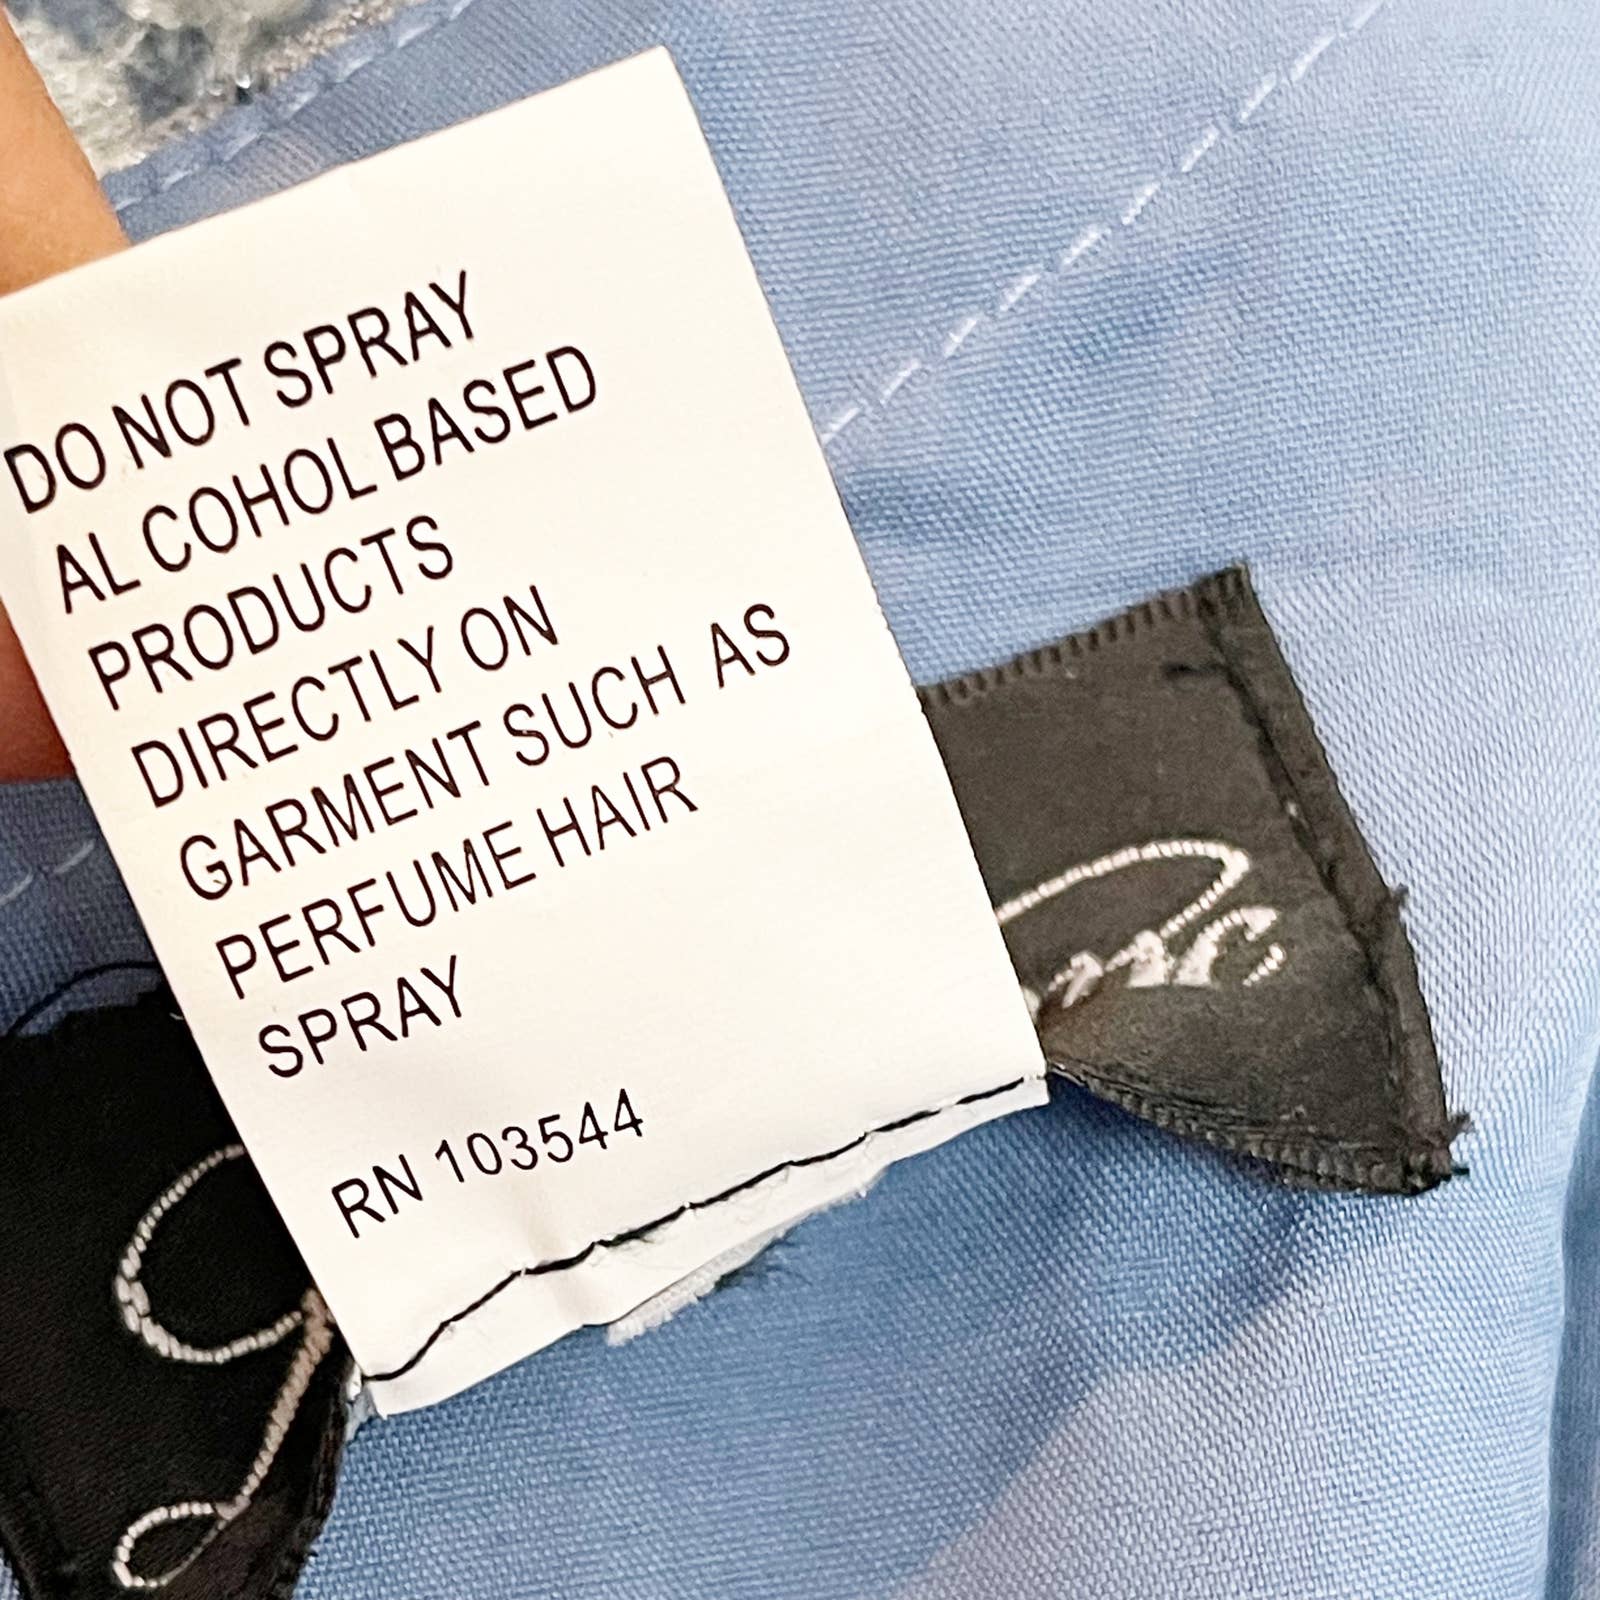 DO NOT SPRAY
AL COHOL BASED
PRODUCTS
DIRECTLY ON
GARMENT SUCH AS
PERFUME HAIR
SPRAY
RN 103544